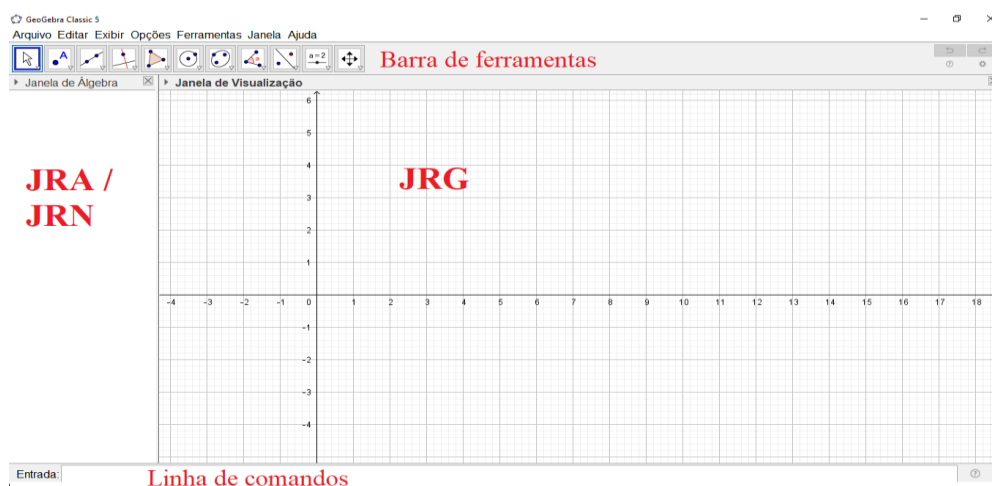 GeoGebra Classic 5
Arquivo Editar Exibir Opções Ferramentas Janela Ajuda
A a=2 Barra de ferramentas
Janela de Álgebra Janela de Visualização
6
5
4
JRA / JRG
3
JRN
2
1
-4 -3 -2 -1 0 1 2 3 4 5 6 7 8 9 10 11 12 13 14 15 16 17 18
-1
-2
-3
-4
Entrada:
Linha de comandos